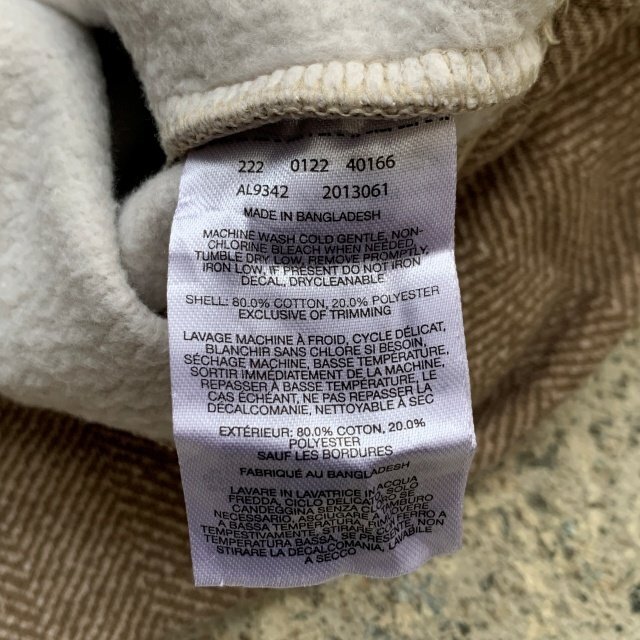 222 0122 40166
AL9342 2013061
MADE IN BANGLADESH
MACHINE WASH COLD GENTLE, NON-
CHLORINE BLEACH WHEN NEEDED,
TUMBLE DRY LOW, REMOVE PROMPTLY,
IRON LOW, IF PRESENT DO NOT IRON
DECAL, DRYCLEANABLE
SHELL: 80.0% COTTON, 20.0% POLYESTER
EXCLUSIVE OF TRIMMING
LAVAGE MACHINE À FROID, CYCLE DÉLICAT,
BLANCHIR SANS CHLORE SI BESOIN,
SÉCHAGE MACHINE, BASSE TEMPÉRATURE,
SORTIR IMMÉDIATEMENT DE LA MACHINE,
REPASSER À BASSE TEMPÉRATURE, LE
CAS ÉCHEANT, NE PAS REPASSER LA
DÉCALCOMANIE, NETTOYABLE À SEC
EXTÉRIEUR: 80.0% COTTON, 20.0%
POLYESTER
SAUF LES BORDURES
FABRIQUÉ AU BANGLADESH
LAVARE IN LAVATRICE IN ACQUA
FREDDA, CICLO DELICATO,
CANDEGGINA SENZA CLORO
NECESSARIO,
A BASSA TEMPERATURA,
TEMPESTIVAMENTE,
TEMPERATURA BASSA, NON
STIRARE LA DECALCOMANIA, LAVABILE
A SECCO